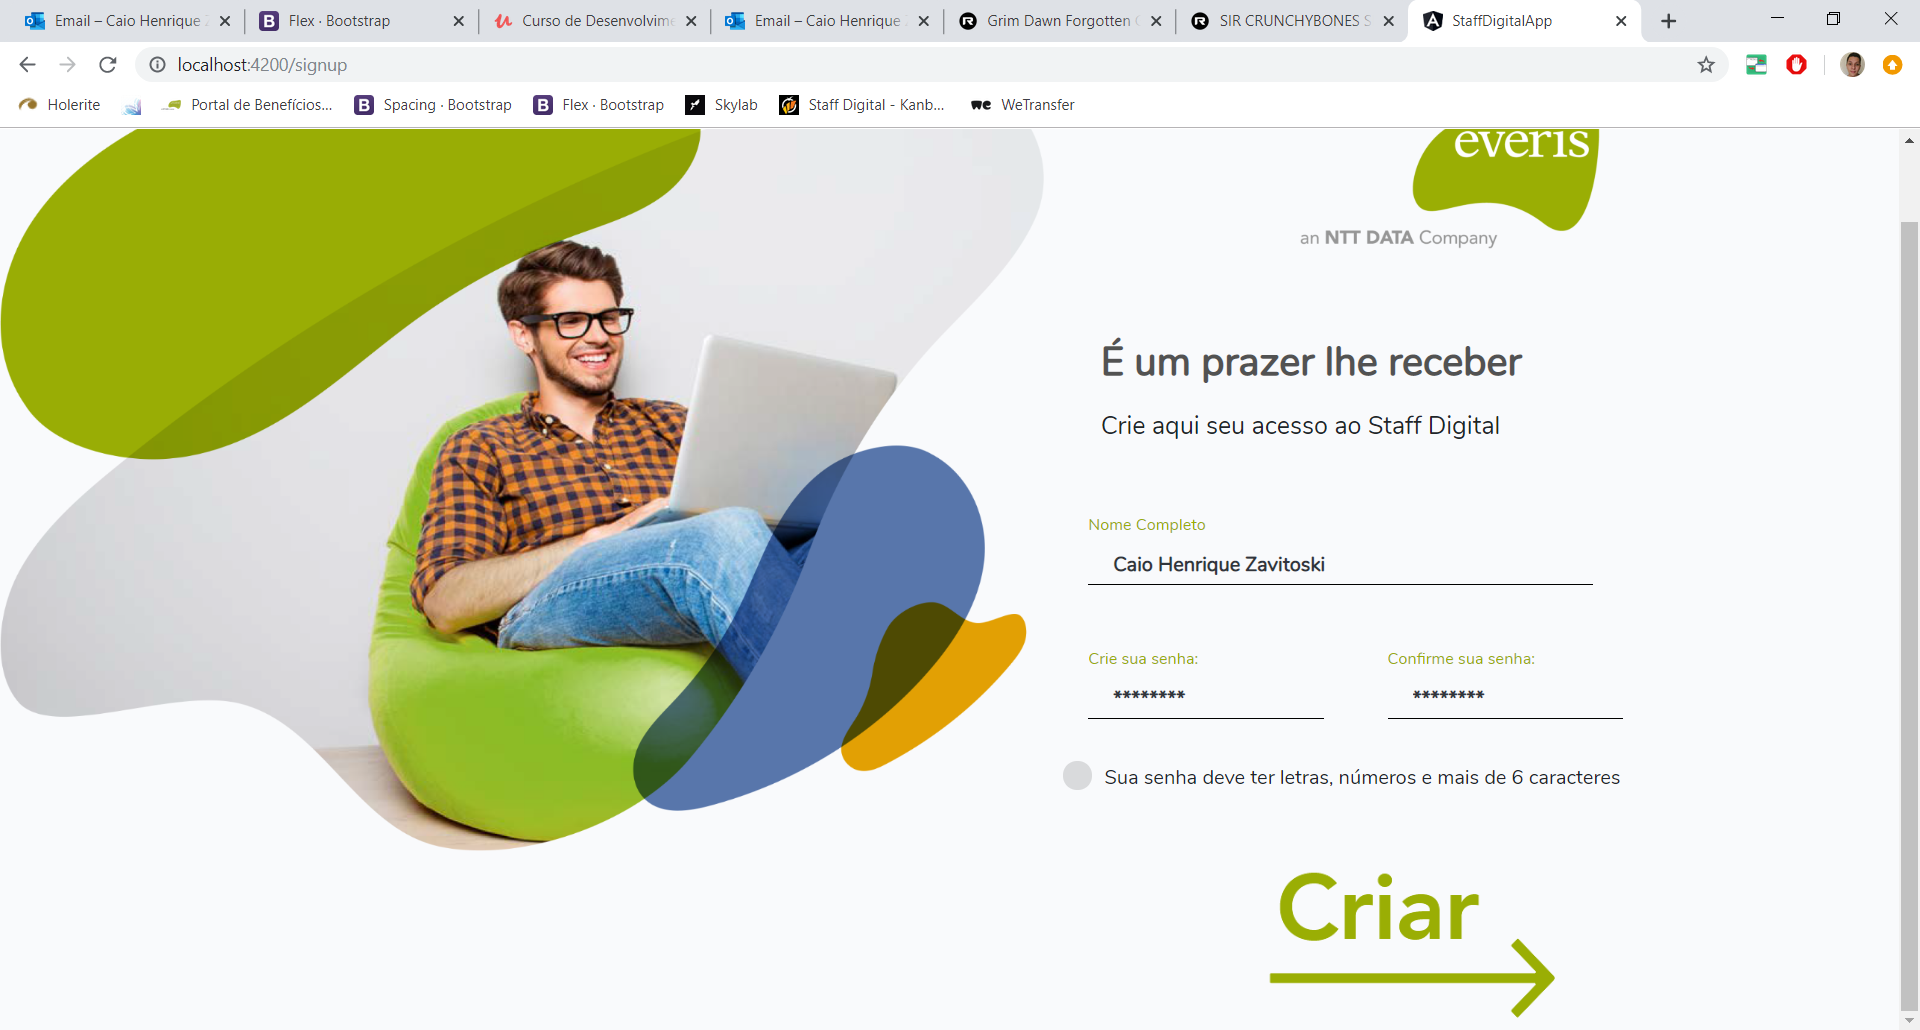 Email – Caio Henrique
Flex · Bootstrap
Curso de Desenvolvime
Email – Caio Henrique
Grim Dawn Forgotten
SIR CRUNCHYBONES S
StaffDigitalApp
localhost:4200/signup
Holerite
Portal de Benefícios...
Spacing · Bootstrap
Flex · Bootstrap
Skylab
Staff Digital - Kanb...
WeTransfer
everis
an NTT DATA Company
É um prazer lhe receber
Crie aqui seu acesso ao Staff Digital
Nome Completo
Caio Henrique Zavitoski
Crie sua senha:
Confirme sua senha:
********
********
Sua senha deve ter letras, números e mais de 6 caracteres
Criar